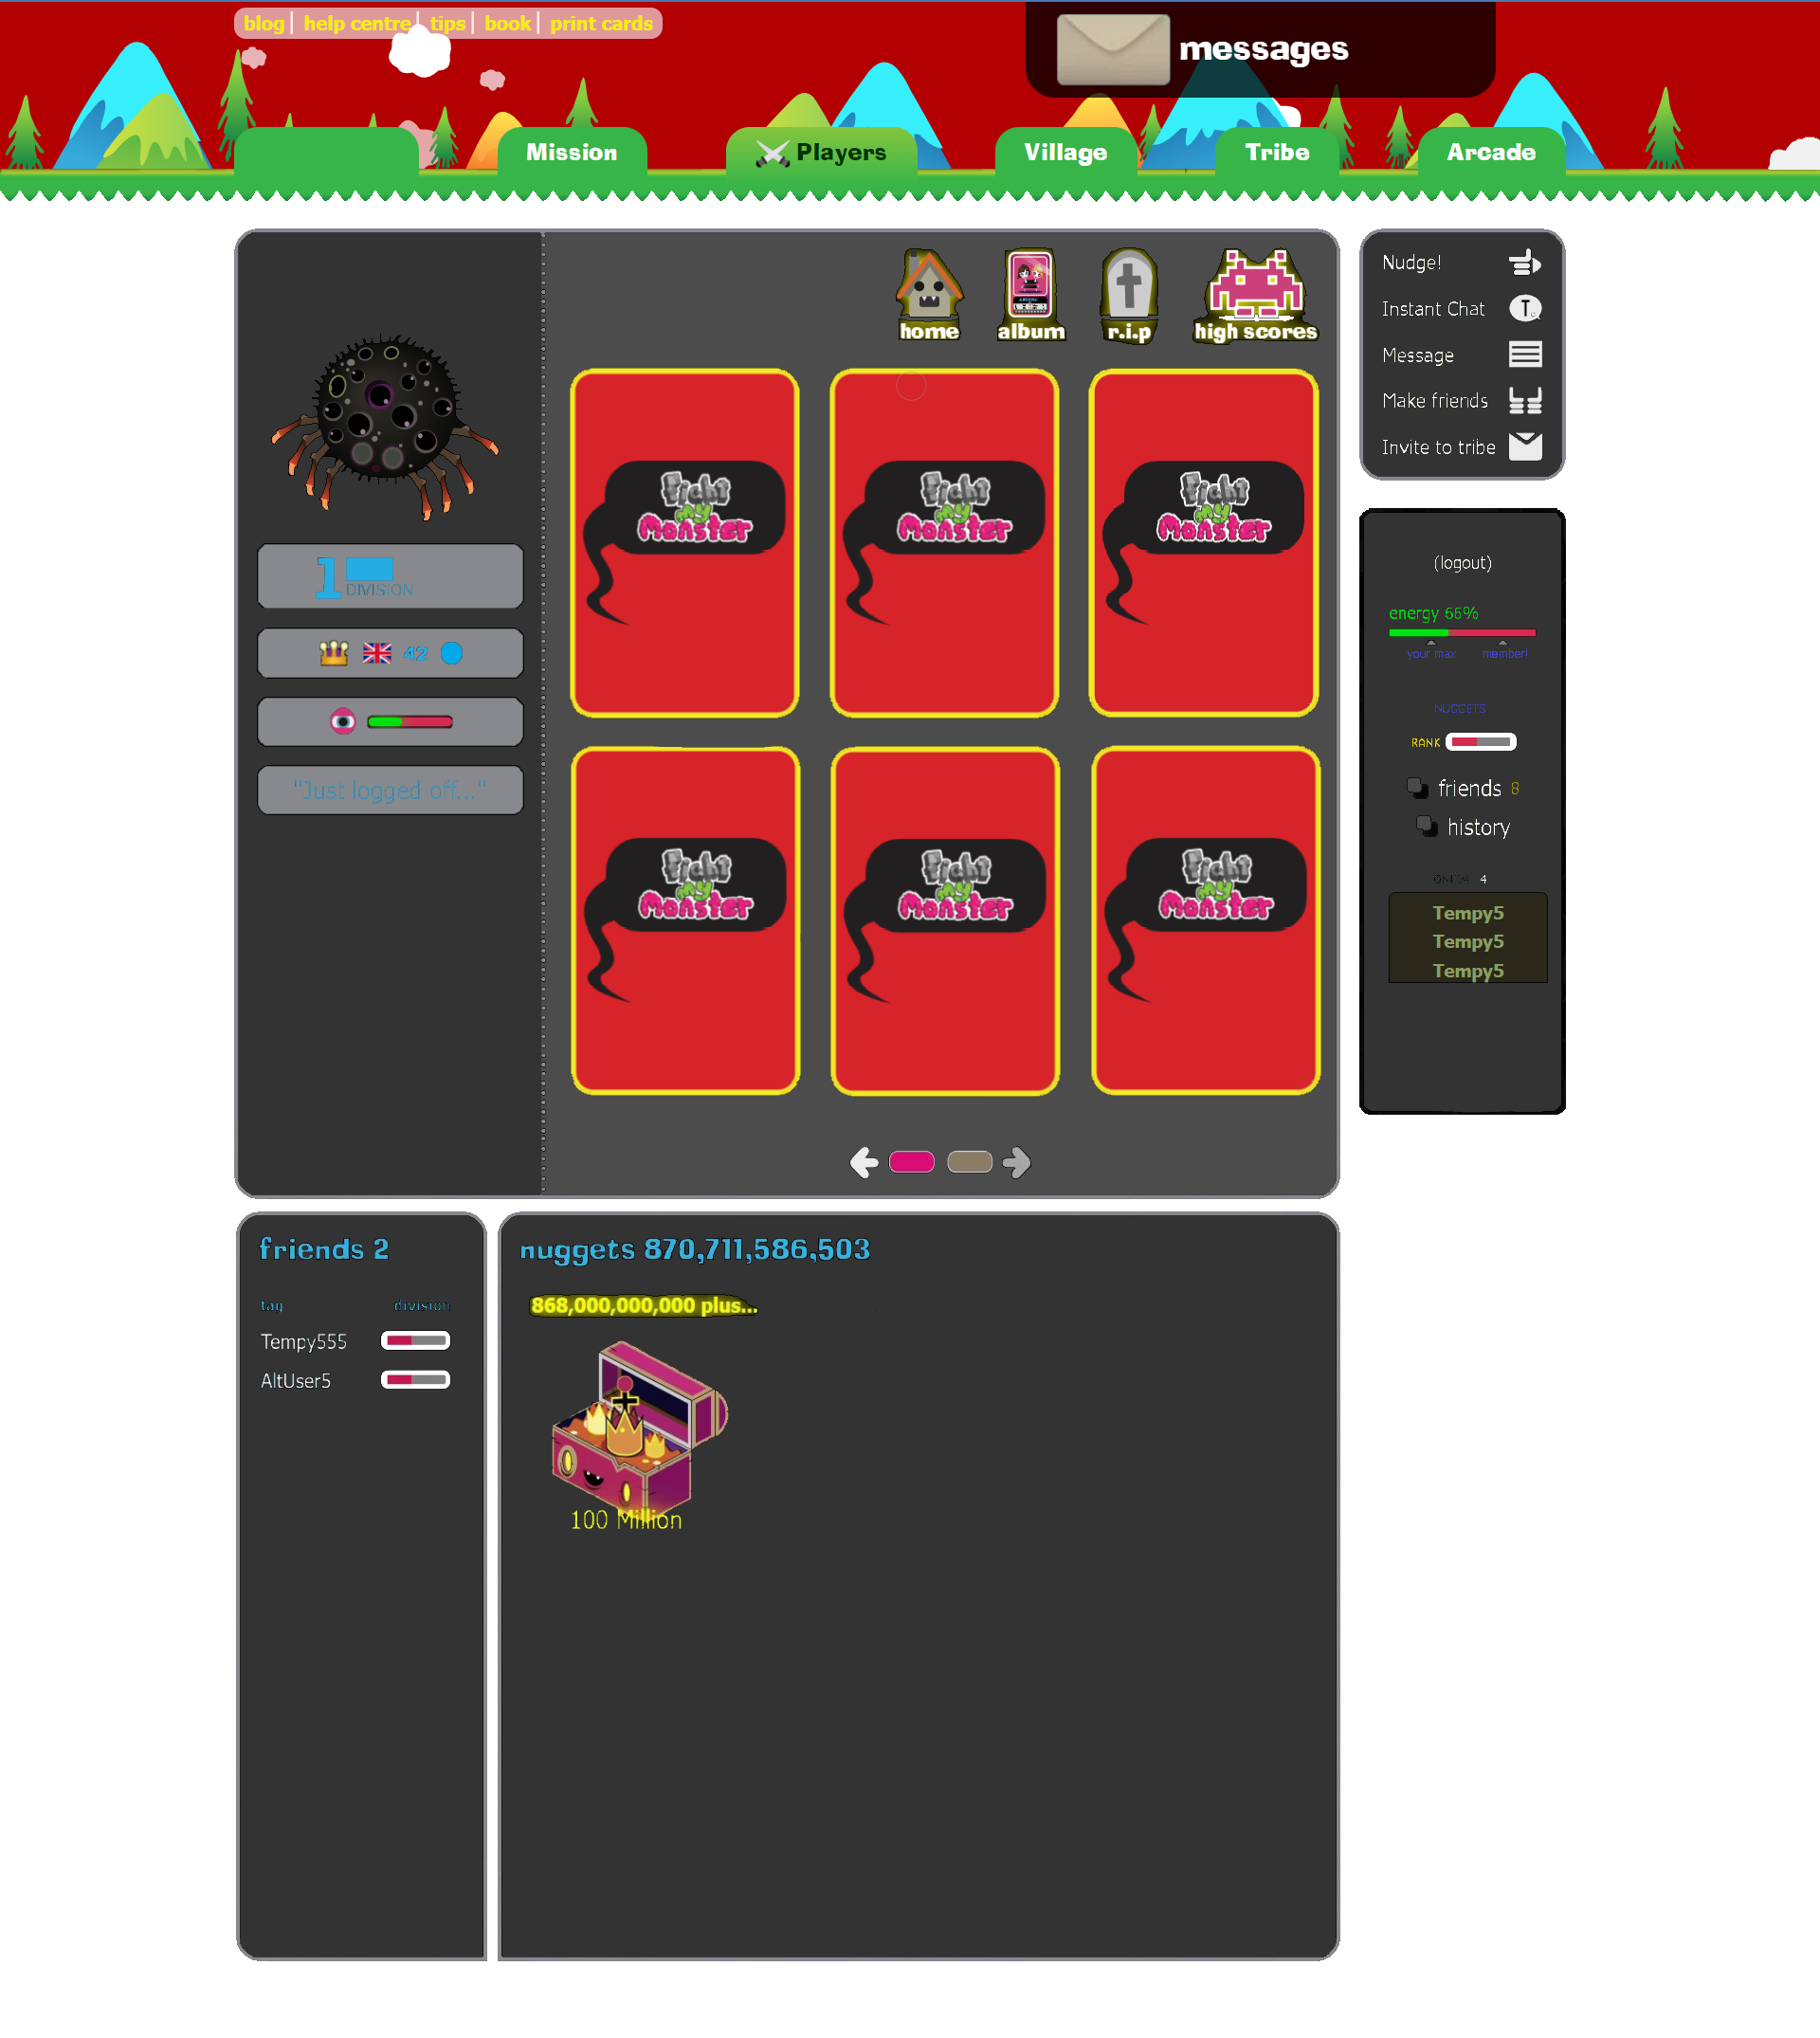 blog | help centre | tips | book | print cards
messages
Mission
Players
Village
Tribe
Arcade
home
album
r.i.p
high scores
Nudge!
Instant Chat
T.
Message
Make friends
Invite to tribe
Fight my Monster
Fight my Monster
Fight my Monster
1 DIVISION
42
"Just logged off..."
(logout)
energy 66%
your max
member!
NUGGETS
RANK
friends 8
history
4
Tempy5
Tempy5
Tempy5
Fight my Monster
Fight my Monster
Fight my Monster
friends 2
tag division
Tempy555
AltUser5
nuggets 870,711,586,503
868,000,000,000 plus...
100 Million